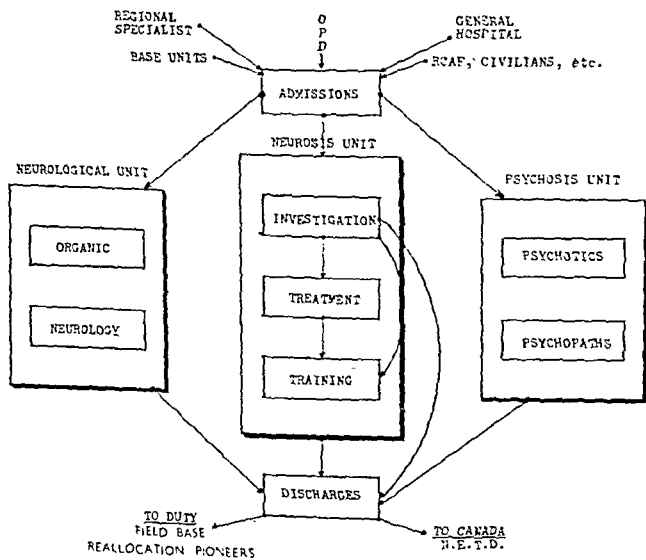 REGIONAL SPECIALIST
O P D
GENERAL HOSPITAL
BASE UNITS
RCAF, CIVILIANS, etc.
ADMISSIONS
NEUROLOGICAL UNIT
NEUROSIS UNIT
PSYCHOSIS UNIT
ORGANIC
NEUROLOGY
INVESTIGATION
TREATMENT
TRAINING
PSYCHOTICS
PSYCHOPATHS
DISCHARGES
TO DUTY
FIELD BASE
REALLOCATION PIONEERS
TO CANADA
N.E.T.D.